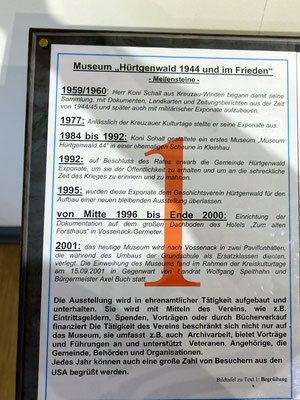 Museum „Hürtgenwald 1944 und im Frieden"
- Meilensteine -
1959/1960: Herr Koni Schall aus Kreuzau-Winden begann damit seine
Sammlung, mit Dokumenten, Landkarten und Zeitungsberichten aus der Zeit
von 1944/45 und später auch mit militärischer Exponate aufzubauen.
1977: Anlässlich der Kreuzauer Kulturtage stellte er seine Exponate aus.
1984 bis 1992: Koni Schall gestaltete ein erstes Museum „Museum
Hürtgenwald 44" in einer ehemaligen Scheune in Kleinhau.
1992: auf Beschluss des Rates erwarb die Gemeinde Hürtgenwald
Exponate, um sie der Öffentlichkeit zu erhalten und um an die schreckliche
Zeit des Krieges zu erinnern und zu mahnen.
1995: wurden diese Exponate dem Geschichtsverein Hürtgenwald für den
Aufbau einer neuen bleibenden Ausstellung überlassen.
von Mitte 1996 bis Ende 2000: Einrichtung der
Dokumentation auf dem großen Dachboden des Hotels „Zum alten
Forsthaus" in Vossenack-Germeter.
2001: das heutige Museum wird nach Vossenack in zwei Pavillonhallen,
die während des Umbaus der Grundschule als Ersatzklassen dienten,
verlegt. Die Einweihung des Museums fand im Rahmen der Kreiskulturtage
am 15.09.2001 in Gegenwart von Landrat Wolfgang Spelthahn und
Bürgermeister Axel Buch statt.
1
Die Ausstellung wird in ehrenamtlicher Tätigkeit aufgebaut und
unterhalten. Sie wird mit Mitteln des Vereins, wie z.B.
Eintrittsgeldern, Spenden, Vorträgen oder durch Bücherverkauf
finanziert Die Tätigkeit des Vereins beschränkt sich nicht nur auf
das Museum, sie umfasst z.B. auch Archivarbeit, bietet Vorträge
und Führungen an und unterstützt Veteranen, Angehörige, die
Gemeinde, Behörden und Organisationen.
Jedes Jahr können auch eine große Zahl von Besuchern aus den
USA begrüßt werden.
Bildtafel zu Text 1: Begrüßung